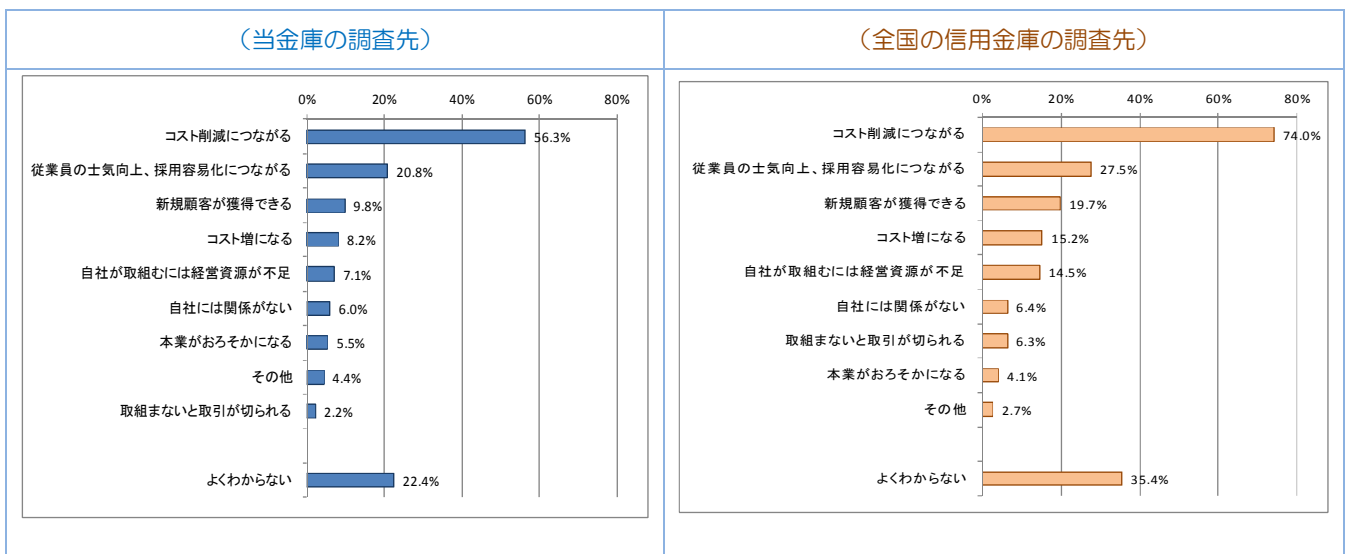 (当金庫の調査先)
0% 20% 40% 60% 80%
コスト削減につながる 56.3%
従業員の士気向上、採用容易化につながる 20.8%
新規顧客が獲得できる 9.8%
コスト増になる 8.2%
自社が取組むには経営資源が不足 7.1%
自社には関係がない 6.0%
本業がおろそかになる 5.5%
その他 4.4%
取組まないと取引が切られる 2.2%
よくわからない 22.4%
(全国の信用金庫の調査先)
0% 20% 40% 60% 80%
コスト削減につながる 74.0%
従業員の士気向上、採用容易化につながる 27.5%
新規顧客が獲得できる 19.7%
コスト増になる 15.2%
自社が取組むには経営資源が不足 14.5%
自社には関係がない 6.4%
取組まないと取引が切られる 6.3%
本業がおろそかになる 4.1%
その他 2.7%
よくわからない 35.4%